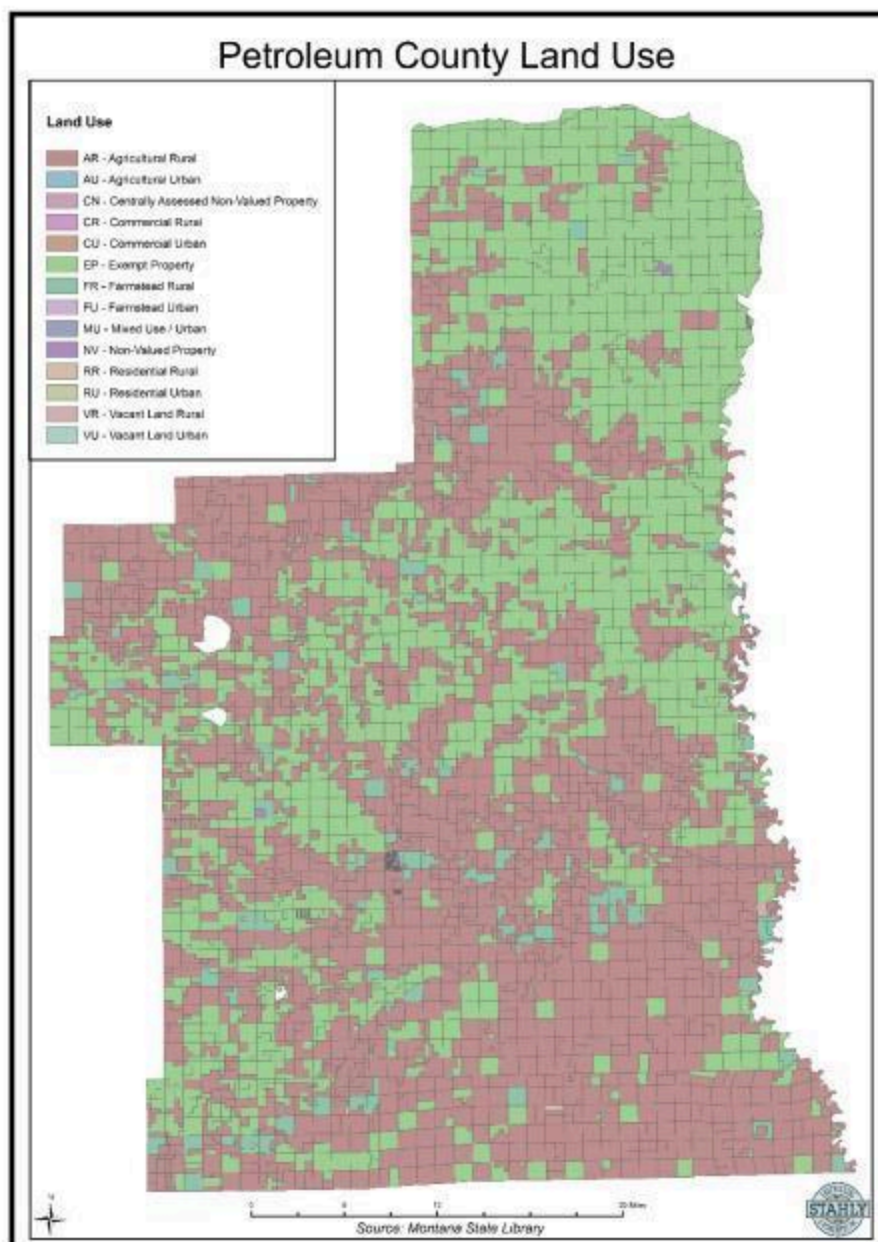 Petroleum County Land Use
Land Use
AR - Agricultural Rural
AU - Agricultural Urban
CN - Centrally Assessed Non-Valued Property
CR - Commercial Rural
CU - Commercial Urban
EP - Exempt Property
FR - Farmstead Rural
FU - Farmstead Urban
MU - Mixed Use / Urban
NV - Non-Valued Property
RR - Residential Rural
RU - Residential Urban
VR - Vacant Land Rural
VU - Vacant Land Urban
N
0 6 12
Source: Montana State Library
STAHLY